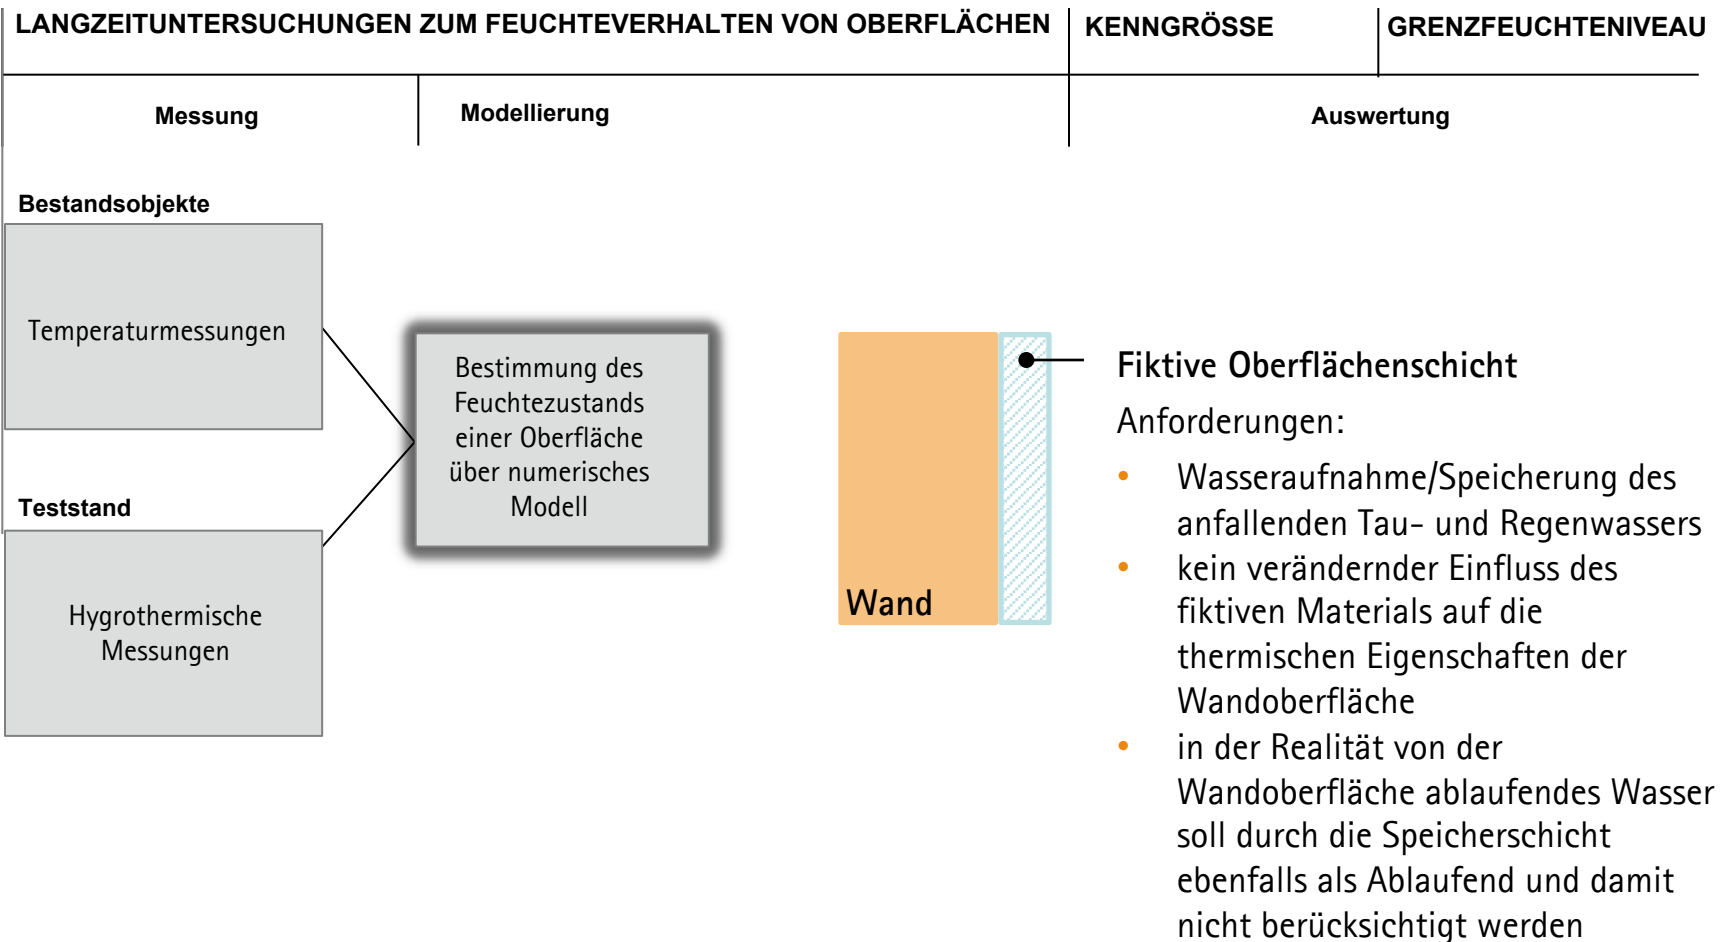 LANGZEITUNTERSUCHUNGEN ZUM FEUCHTEVERHALTEN VON OBERFLÄCHEN
KENNGRÖSSE
GRENZFEUCHTENIVEAU
Messung
Modellierung
Auswertung
Bestandsobjekte
Temperaturmessungen
Teststand
Hygrothermische
Messungen
Bestimmung des
Feuchtezustands
einer Oberfläche
über numerisches
Modell
Wand
Fiktive Oberflächenschicht
Anforderungen:
• Wasseraufnahme/Speicherung des
anfallenden Tau- und Regenwassers
• kein verändernder Einfluss des
fiktiven Materials auf die
thermischen Eigenschaften der
Wandoberfläche
• in der Realität von der
Wandoberfläche ablaufendes Wasser
soll durch die Speicherschicht
ebenfalls als Ablaufend und damit
nicht berücksichtigt werden